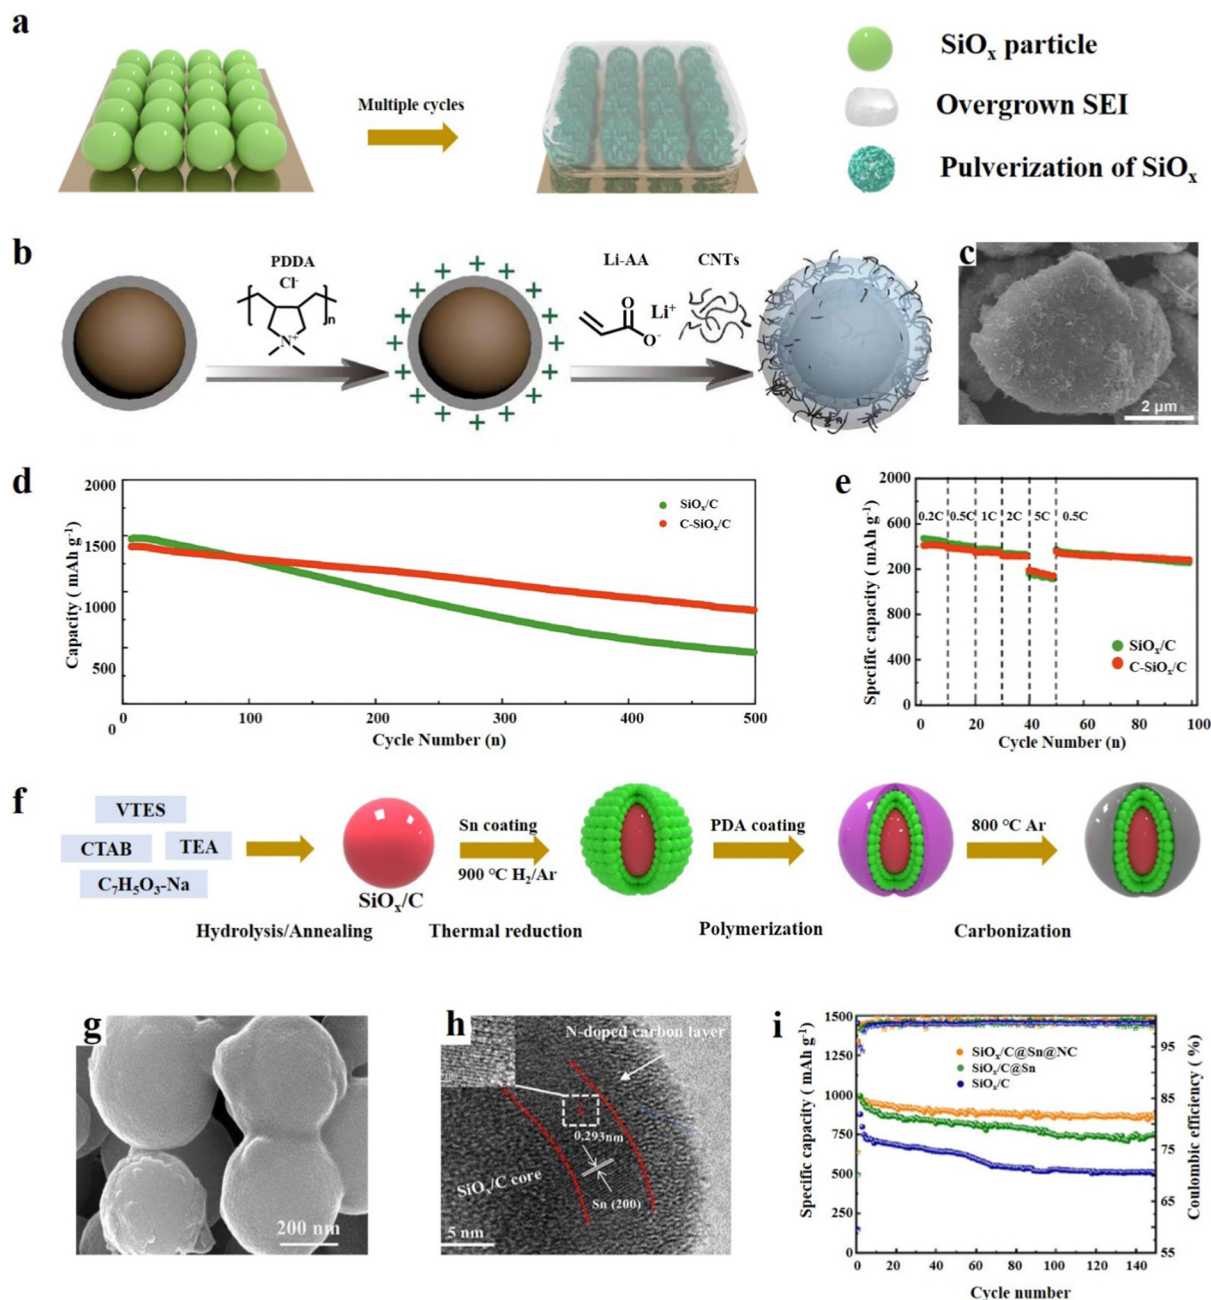 a
Multiple cycles
SiOₓ particle
Overgrown SEI
Pulverization of SiOₓ
b
PDDA
Cl⁻
n
N⁺
Li-AA
CNTs
O
O⁻
Li⁺
c
2 μm
d
Capacity ( mAh g⁻¹)
2000
1500
1000
500
0
SiOₓ/C
C-SiOₓ/C
0 100 200 300 400 500
Cycle Number (n)
e
Specific capacity ( mAh g⁻¹)
2000
1600
200
400
0
0.2C 0.5C 1C 2C 5C 0.5C
SiOₓ/C
C-SiOₓ/C
0 20 40 60 80 100
Cycle Number (n)
f
VTES
CTAB
TEA
C₇H₅O₃-Na
SiOₓ/C
Sn coating
900 °C H₂/Ar
PDA coating
800 °C Ar
Hydrolysis/Annealing
Thermal reduction
Polymerization
Carbonization
g
200 nm
h
N-doped carbon layer
0.293nm
SiOₓ/C core
Sn (200)
5 nm
i
Specific capacity ( mAh g⁻¹)
1500
1250
1000
750
500
250
0
SiOₓ/C@Sn@NC
SiOₓ/C@Sn
SiOₓ/C
95
85
75
65
55
Coulombic efficiency ( %)
0 20 40 60 80 100 120 140
Cycle number